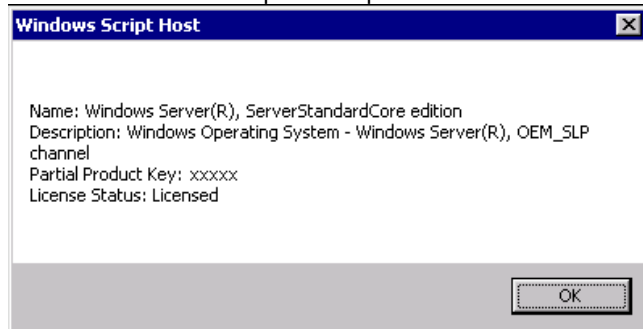 Windows Script Host
Name: Windows Server(R), ServerStandardCore edition
Description: Windows Operating System - Windows Server(R), OEM_SLP
channel
Partial Product Key: xxxxx
License Status: Licensed
OK